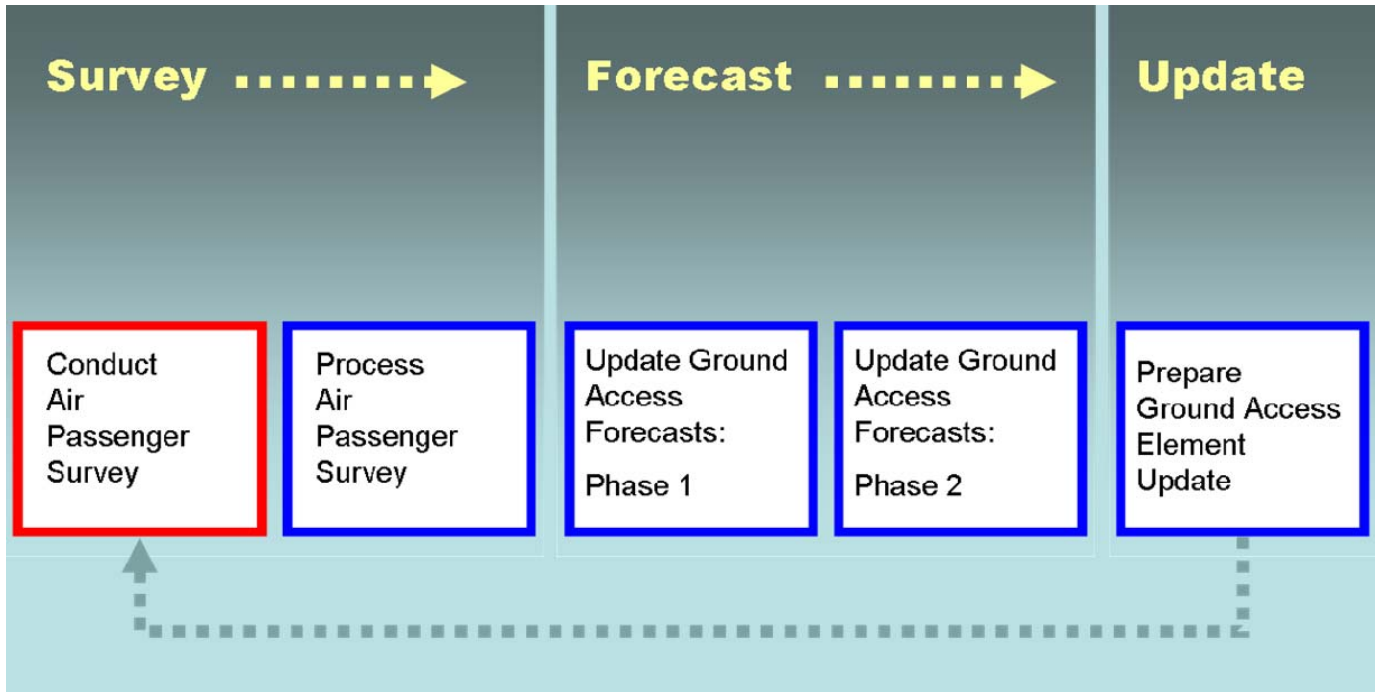 Survey
Forecast
Update
Conduct
Air
Passenger
Survey
Process
Air
Passenger
Survey
Update Ground
Access
Forecasts:
Phase 1
Update Ground
Access
Forecasts:
Phase 2
Prepare
Ground Access
Element
Update